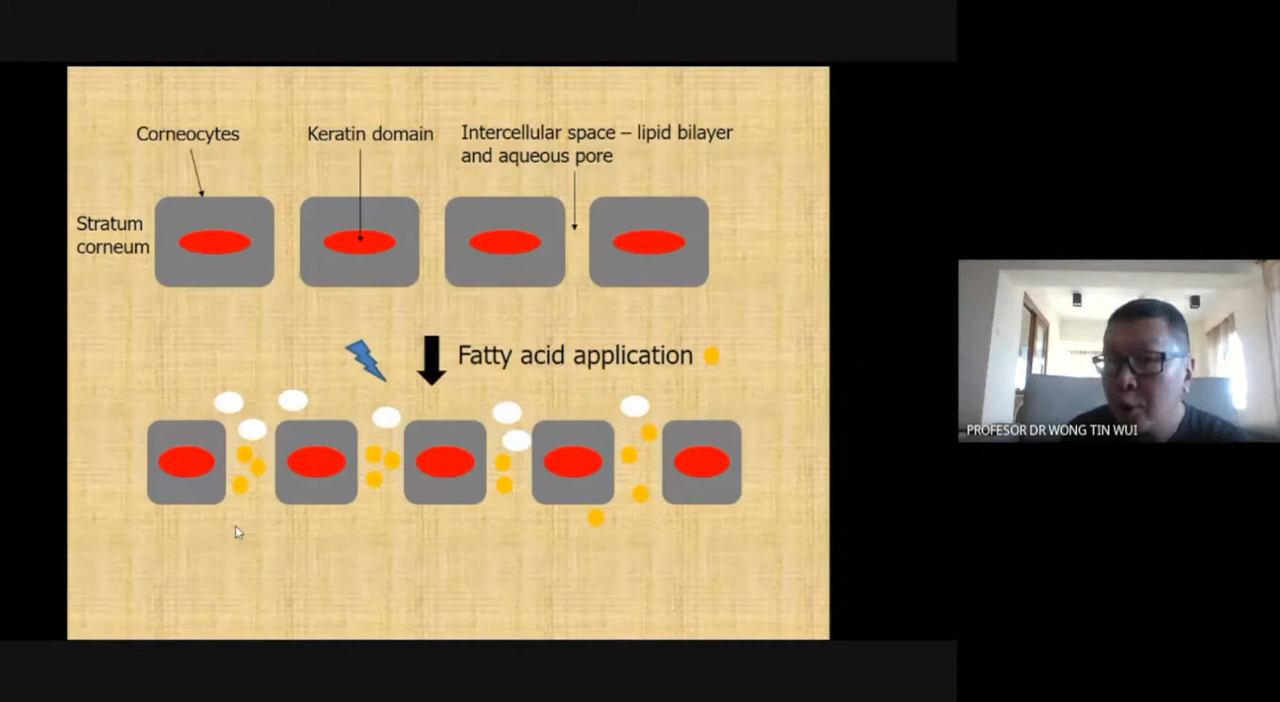 Corneocytes
Keratin domain
Intercellular space – lipid bilayer
and aqueous pore
Stratum
corneum
Fatty acid application
PROFESOR DR WONG TIN WUI